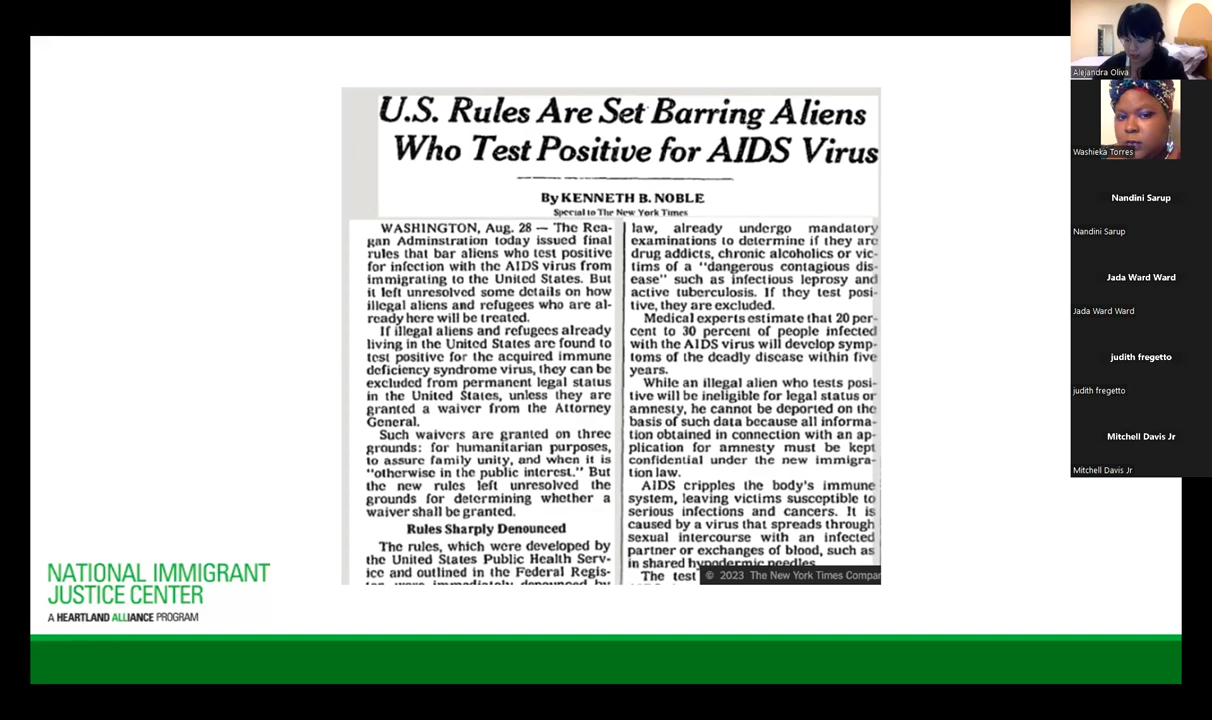 U.S. Rules Are Set Barring Aliens
Who Test Positive for AIDS Virus
By KENNETH B. NOBLE
Special to The New York Times
WASHINGTON, Aug. 28 — The Rea-
gan Adminstration today issued final
rules that bar aliens who test positive
for infection with the AIDS virus from
immigrating to the United States. But
it left unresolved some details on how
illegal aliens and refugees who are al-
ready here will be treated.
If illegal aliens and refugees already
living in the United States are found to
test positive for the acquired immune
deficiency syndrome virus, they can be
excluded from permanent legal status
in the United States, unless they are
granted a waiver from the Attorney
General.
Such waivers are granted on three
grounds: for humanitarian purposes,
to assure family unity, and when it is
"otherwise in the public interest." But
the new rules left unresolved the
grounds for determining whether a
waiver shall be granted.
Rules Sharply Denounced
The rules, which were developed by
the United States Public Health Serv-
ice and outlined in the Federal Regis-
were immediately denounced by
law, already undergo mandatory
examinations to determine if they are
drug addicts, chronic alcoholics or vic-
tims of a "dangerous contagious dis-
ease" such as infectious leprosy and
active tuberculosis. If they test posi-
tive, they are excluded.
Medical experts estimate that 20 per-
cent to 30 percent of people infected
with the AIDS virus will develop symp-
toms of the deadly disease within five
years.
While an illegal alien who tests posi-
tive will be ineligible for legal status or
amnesty, he cannot be deported on the
basis of such data because all informa-
tion obtained in connection with an ap-
plication for amnesty must be kept
confidential under the new immigra-
tion law.
AIDS cripples the body's immune
system, leaving victims susceptible to
serious infections and cancers. It is
caused by a virus that spreads through
sexual intercourse with an infected
partner or exchanges of blood, such as
in shared hypodermic needles.
The test
© 2023 The New York Times Compan
NATIONAL IMMIGRANT
JUSTICE CENTER
A HEARTLAND ALLIANCE PROGRAM
Alejandra Oliva
Washieka Torres
Nandini Sarup
Nandini Sarup
Jada Ward Ward
Jada Ward Ward
judith fregetto
judith fregetto
Mitchell Davis Jr
Mitchell Davis Jr